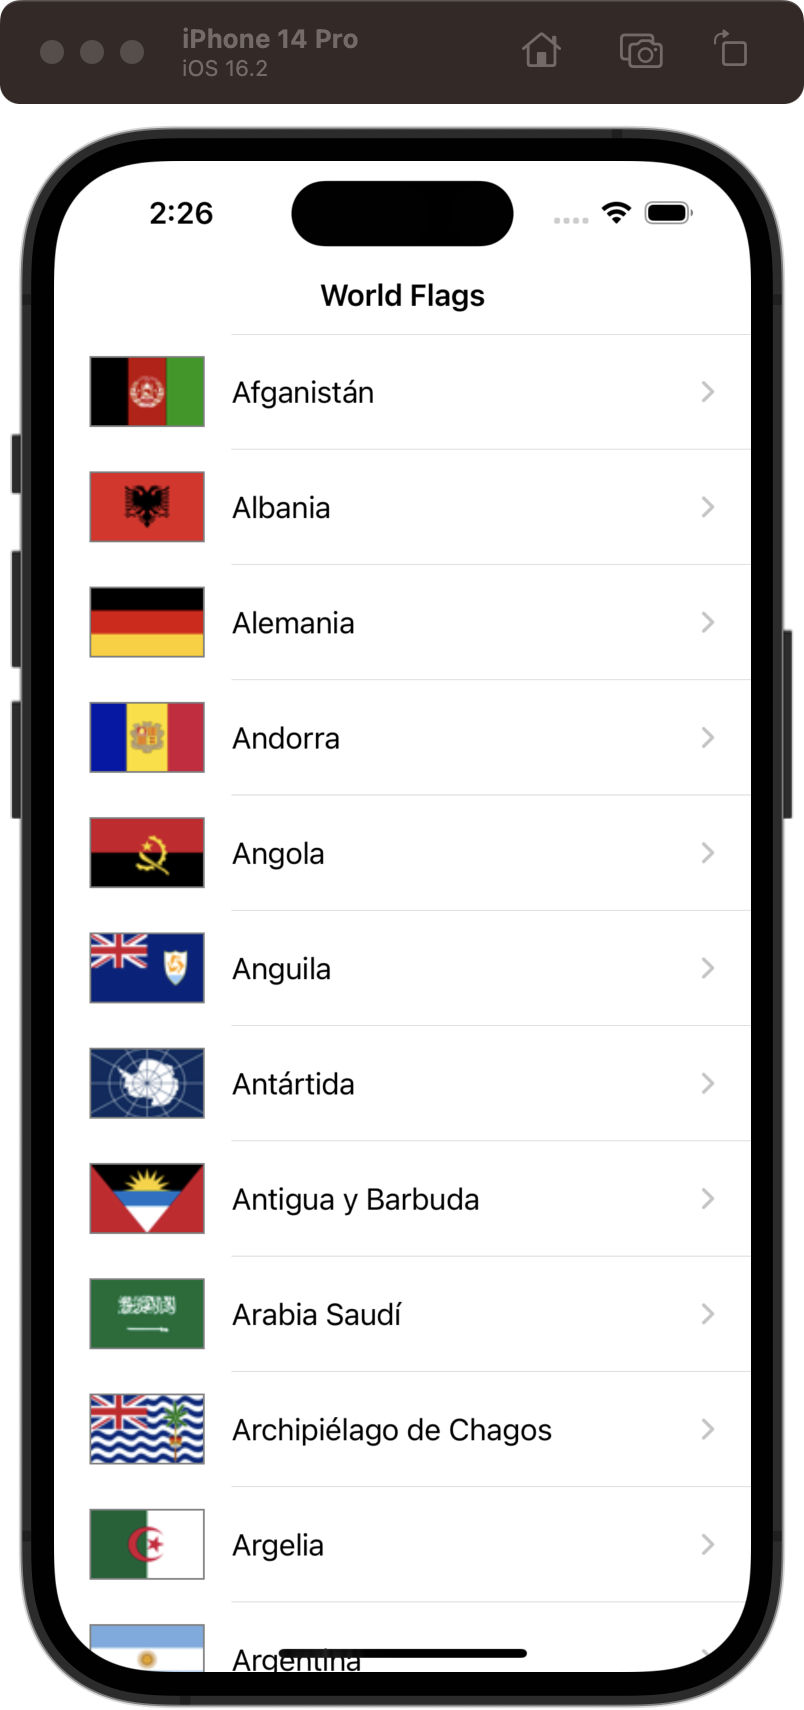 iPhone 14 Pro
iOS 16.2
2:26
World Flags
Afganistán
Albania
Alemania
Andorra
Angola
Anguila
Antártida
Antigua y Barbuda
Arabia Saudí
Archipiélago de Chagos
Argelia
Argentina